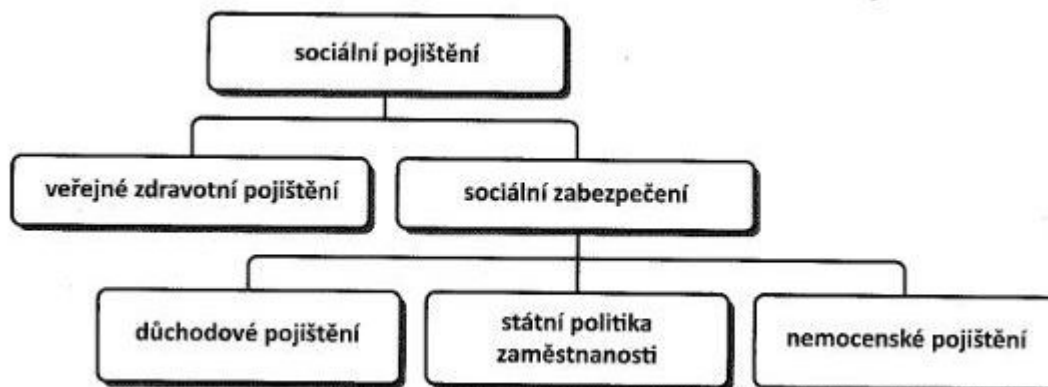 sociální pojištění
veřejné zdravotní pojištění
sociální zabezpečení
důchodové pojištění
státní politika
zaměstnanosti
nemocenské pojištění